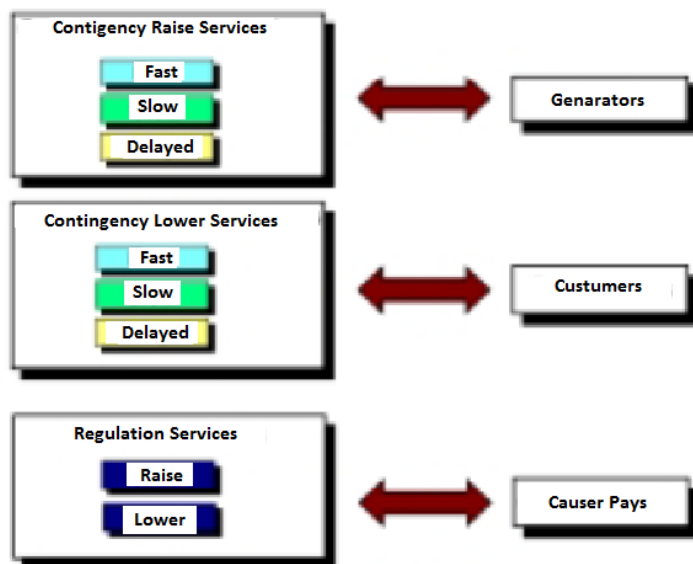 Contigency Raise Services
Fast
Slow
Delayed
Genarators
Contingency Lower Services
Fast
Slow
Delayed
Custumers
Regulation Services
Raise
Lower
Causer Pays